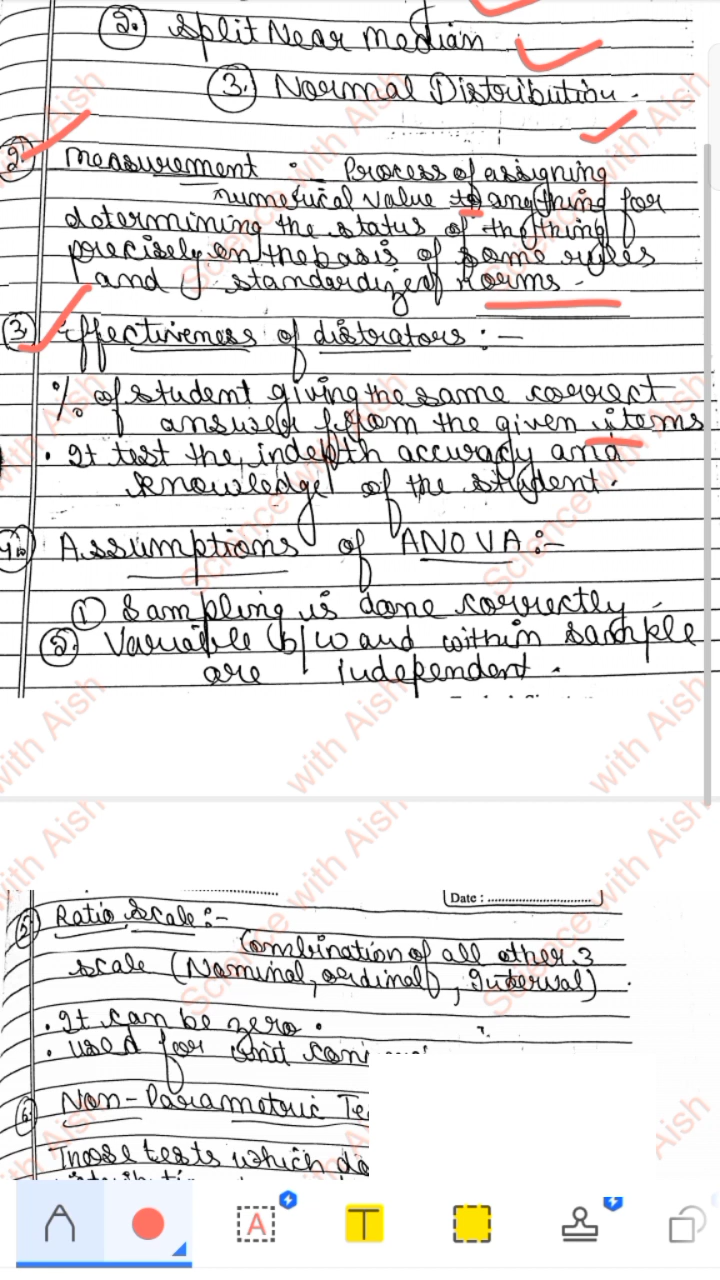 2. Split Near median
3. Normal Distribution.
2. measurement :- Process of assigning
numerical value to anything for
determining the status of the thing
precisely on the basis of some rules
and standardized norms.
3. Effectiveness of distrators :-
% of student giving the same correct
answer from the given items
• It test the indepth accuracy and
knowledge of the student.
4. Assumptions of ANOVA :-
① Sampling is done correctly.
②. Variable b/w and within sample
are independent.
Date :
5. Ratio Scale :-
Combination of all other 3
scale (Nominal, ordinal, Interval).
• It can be zero.
• used for unit
6. Non-Parametric Te
Those tests which do
Science with Aish
A
T